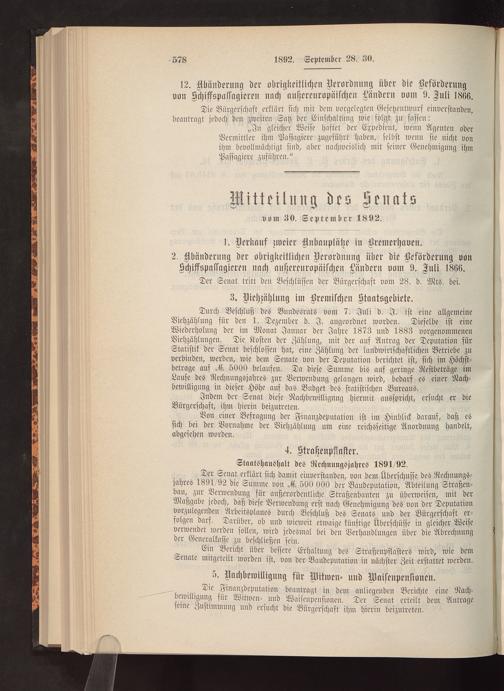 578 1892. September 28. 30.
12. Abänderung der obrigkeitlichen Verordnung über die Beförderung
von Schiffspassagieren nach außereuropäischen Ländern vom 9. Juli 1866.
Die Bürgerschaft erklärt sich mit dem vorgelegten Gesetzentwurf einverstanden,
beantragt jedoch den zweiten Satz der Einschaltung wie folgt zu fassen:
„In gleicher Weise haftet der Expedient, wenn Agenten oder
Vermittler ihm Passagiere zugeführt haben, selbst wenn sie nicht von
ihm bevollmächtigt sind, aber nachweislich mit seiner Genehmigung ihm
Passagiere zuführen.“
Mitteilung des Senats
vom 30. September 1892.
1. Verkauf zweier Anbauplätze in Bremerhaven.
2. Abänderung der obrigkeitlichen Verordnung über die Beförderung von
Schiffspassagieren nach außereuropäischen Ländern vom 9. Juli 1866.
Der Senat tritt den Beschlüssen der Bürgerschaft vom 28. d. Mts. bei.
3. Viehzählung im Bremischen Staatsgebiete.
Durch Beschluß des Bundesrats vom 7. Juli d. J. ist eine allgemeine
Viehzählung für den 1. Dezember d. J. angeordnet worden. Dieselbe ist eine
Wiederholung der im Monat Januar der Jahre 1873 und 1883 vorgenommenen
Viehzählungen. Die Kosten der Zählung, mit der auf Antrag der Deputation für
Statistik der Senat beschlossen hat, eine Zählung der landwirtschaftlichen Betriebe zu
verbinden, werden, wie dem Senate von der Deputation berichtet ist, sich im Höchst-
betrage auf ℳ. 5000 belaufen. Da diese Summe bis auf geringe Restbeträge im
Laufe des Rechnungsjahres zur Verwendung gelangen wird, bedarf es einer Nach-
bewilligung in dieser Höhe auf das Budget des statistischen Bureaus.
Indem der Senat diese Nachbewilligung hiermit ausspricht, ersucht er die
Bürgerschaft, ihm hierin beizutreten.
Von einer Befragung der Finanzdeputation ist im Hinblick darauf, daß es
sich bei der Vornahme der Viehzählung um eine reichsseitige Anordnung handelt,
abgesehen worden.
4. Straßenpflaster.
Staatshaushalt des Rechnungsjahres 1891/92.
Der Senat erklärt sich damit einverstanden, von dem Überschusse des Rechnungs-
jahres 1891/92 die Summe von ℳ. 500 000 der Baudeputation, Abteilung Straßen-
bau, zur Verwendung für außerordentliche Straßenbauten zu überweisen, mit der
Maßgabe jedoch, daß diese Verwendung erst nach Genehmigung des von der Deputation
vorzulegenden Arbeitsplanes durch Beschluß des Senats und der Bürgerschaft er-
folgen darf. Darüber, ob und wieweit etwaige künftige Überschüsse in gleicher Weise
verwendet werden sollen, wird jedesmal bei den Verhandlungen über die Abrechnung
der Generalkasse zu beschließen sein.
Ein Bericht über bessere Erhaltung des Straßenpflasters wird, wie dem
Senate mitgeteilt worden ist, von der Baudeputation in nächster Zeit erstattet werden.
5. Nachbewilligung für Witwen- und Waisenpensionen.
Die Finanzdeputation beantragt in dem anliegenden Berichte eine Nach-
bewilligung für Witwen- und Waisenpensionen. Der Senat erteilt dem Antrage
seine Zustimmung und ersucht die Bürgerschaft ihm hierin beizutreten.